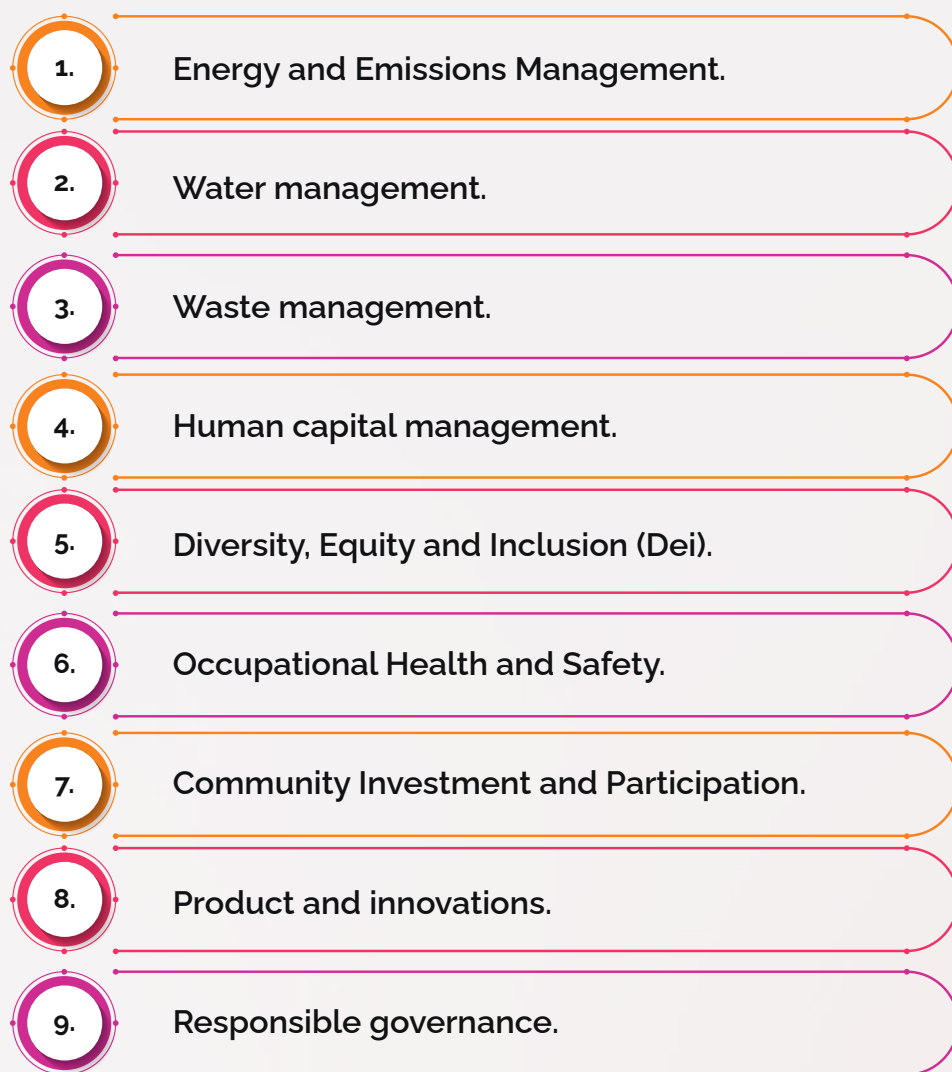 1. Energy and Emissions Management.
2. Water management.
3. Waste management.
4. Human capital management.
5. Diversity, Equity and Inclusion (Dei).
6. Occupational Health and Safety.
7. Community Investment and Participation.
8. Product and innovations.
9. Responsible governance.